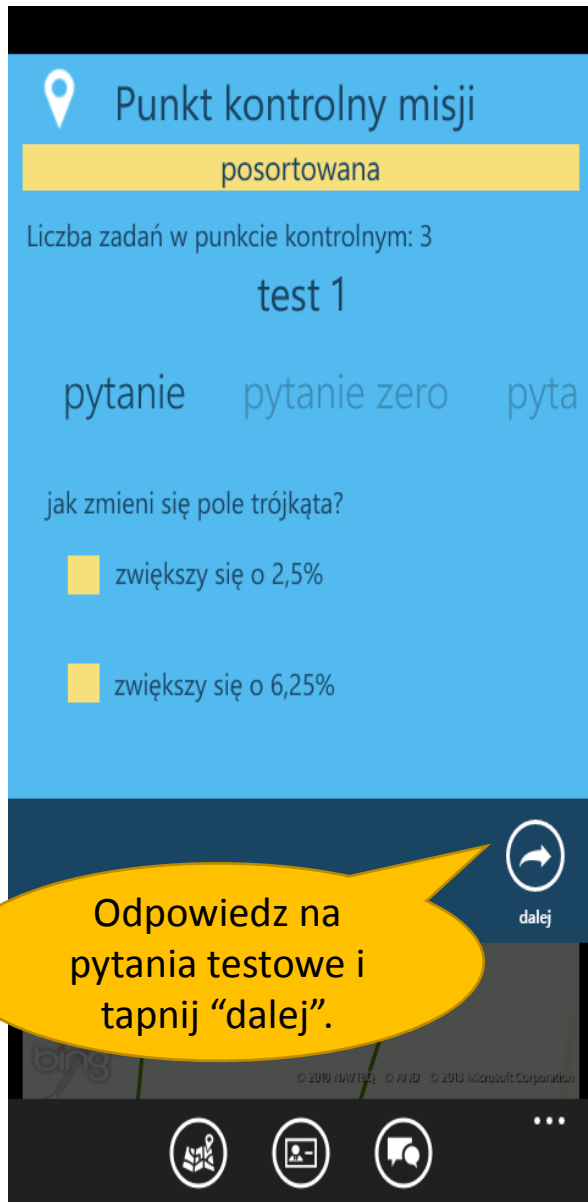 Punkt kontrolny misji
posortowana
Liczba zadań w punkcie kontrolnym: 3
test 1
pytanie pytanie zero pyta
jak zmieni się pole trójkąta?
zwiększy się o 2,5%
zwiększy się o 6,25%
dalej
Odpowiedz na
pytania testowe i
tapnij “dalej”.
bing
© 2010 NAVTEQ © AND © 2013 Microsoft Corporation